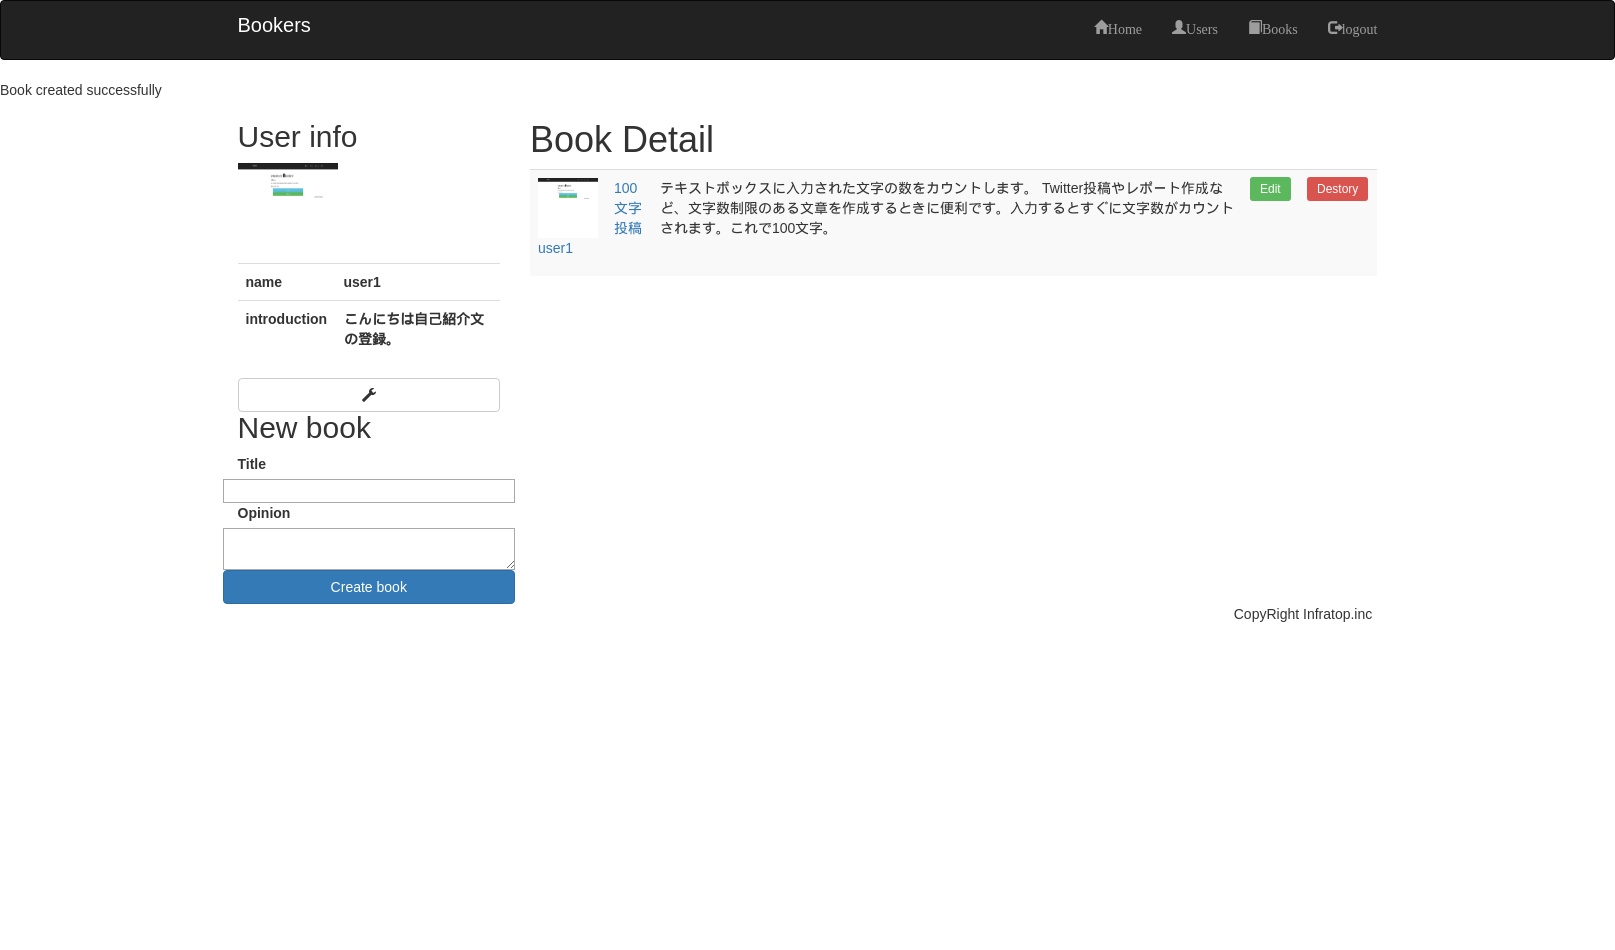 Bookers
Home Users Books logout
Book created successfully
User info
name user1
introduction こんにちは自己紹介文
の登録。
New book
Title
Opinion
Create book
Book Detail
user1
100
文字
投稿
テキストボックスに入力された文字の数をカウントします。 Twitter投稿やレポート作成な
ど、文字数制限のある文章を作成するときに便利です。入力するとすぐに文字数がカウント
されます。これで100文字。
Edit Destory
CopyRight Infratop.inc